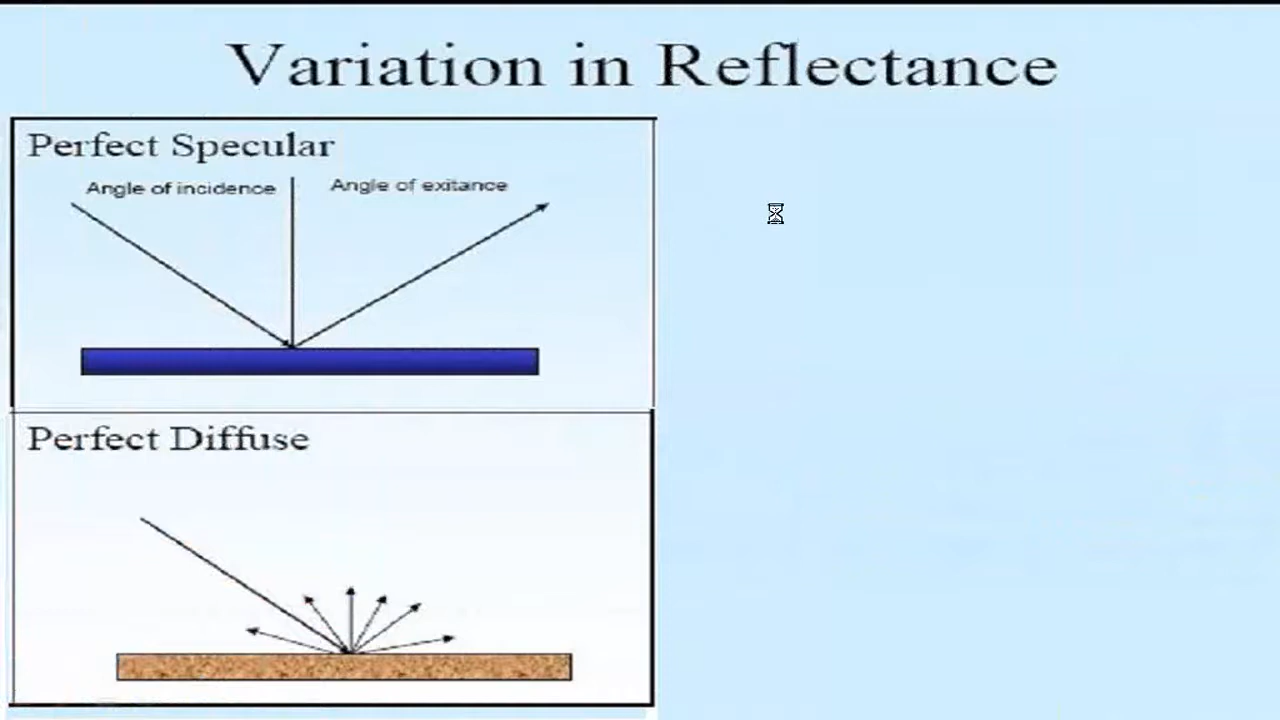 Variation in Reflectance
Perfect Specular
Angle of incidence
Angle of exitance
Perfect Diffuse